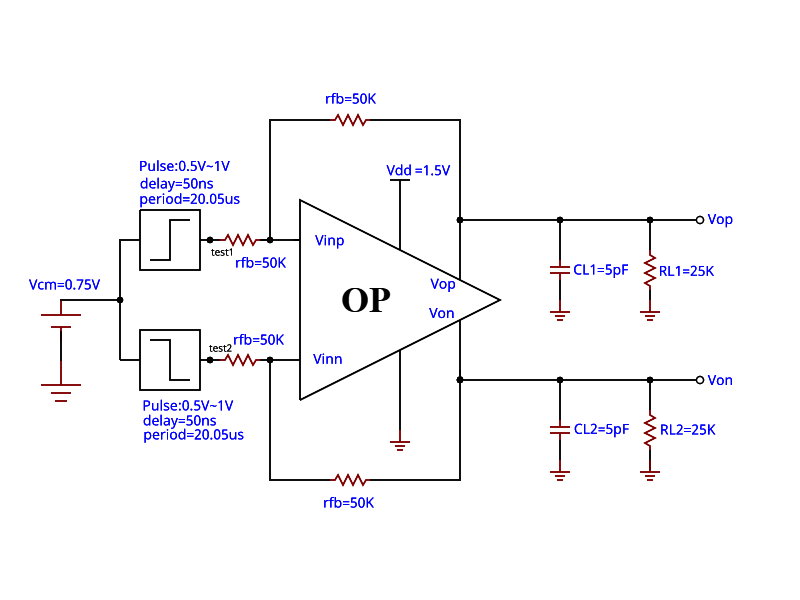 rfb=50K
Pulse:0.5V~1V
delay=50ns
period=20.05us
Vdd =1.5V
Vop
Vinp
test1
rfb=50K
CL1=5pF
RL1=25K
Vcm=0.75V
Vop
OP
Von
test2
rfb=50K
Vinn
Von
Pulse:0.5V~1V
delay=50ns
period=20.05us
CL2=5pF
RL2=25K
rfb=50K